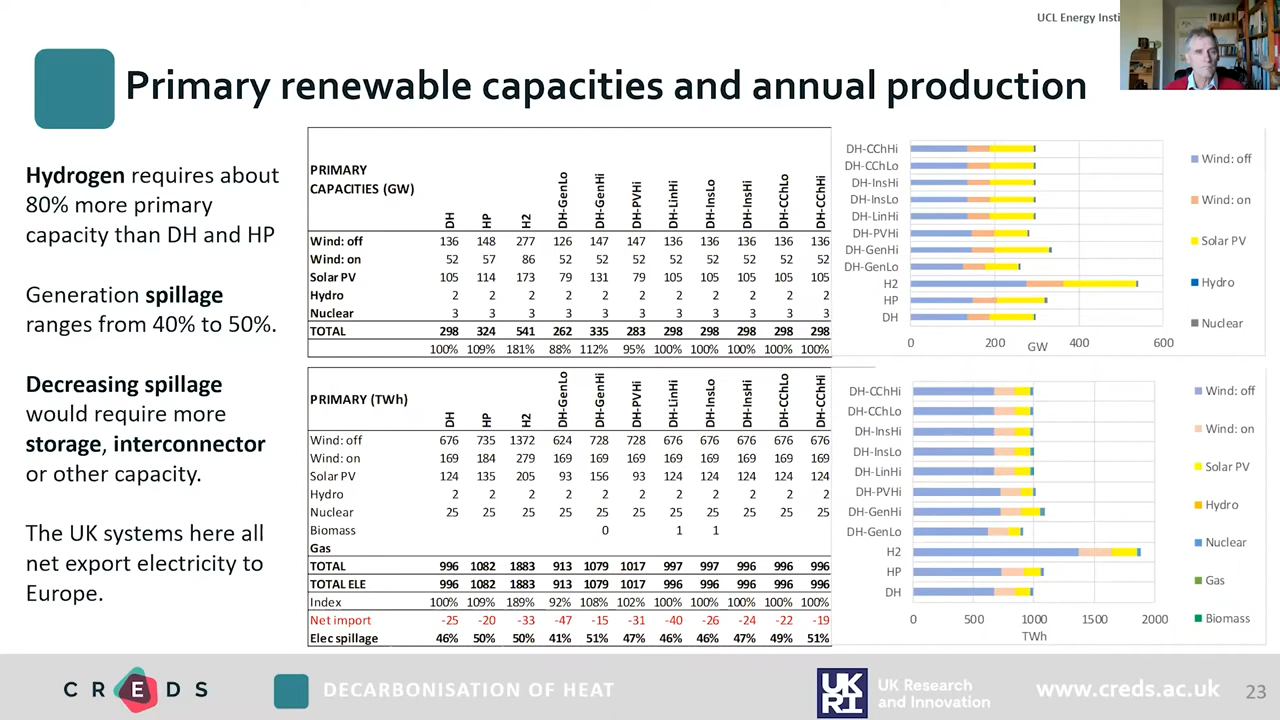 UCL Energy Insti
Primary renewable capacities and annual production
Hydrogen requires about
80% more primary
capacity than DH and HP
Generation spillage
ranges from 40% to 50%.
Decreasing spillage
would require more
storage, interconnector
or other capacity.
The UK systems here all
net export electricity to
Europe.
PRIMARY
CAPACITIES (GW) DH HP H2 DH-GenLo DH-GenHi DH-PVHi DH-LinHi DH-InsLo DH-InsHi DH-CChLo DH-CChHi
Wind: off 136 148 277 126 147 147 136 136 136 136 136
Wind: on 52 57 86 52 52 52 52 52 52 52 52
Solar PV 105 114 173 79 131 79 105 105 105 105 105
Hydro 2 2 2 2 2 2 2 2 2 2 2
Nuclear 3 3 3 3 3 3 3 3 3 3 3
TOTAL 298 324 541 262 335 283 298 298 298 298 298
100% 109% 181% 88% 112% 95% 100% 100% 100% 100% 100%
PRIMARY (TWh) DH HP H2 DH-GenLo DH-GenHi DH-PVHi DH-LinHi DH-InsLo DH-InsHi DH-CChLo DH-CChHi
Wind: off 676 735 1372 624 728 728 676 676 676 676 676
Wind: on 169 184 279 169 169 169 169 169 169 169 169
Solar PV 124 135 205 93 156 93 124 124 124 124 124
Hydro 2 2 2 2 2 2 2 2 2 2 2
Nuclear 25 25 25 25 25 25 25 25 25 25 25
Biomass 0 1 1
Gas
TOTAL 996 1082 1883 913 1079 1017 997 997 996 996 996
TOTAL ELE 996 1082 1883 913 1079 1017 996 996 996 996 996
Index 100% 109% 189% 92% 108% 102% 100% 100% 100% 100% 100%
Net import -25 -20 -33 -47 -15 -31 -40 -26 -24 -22 -19
Elec spillage 46% 50% 50% 41% 51% 47% 46% 46% 47% 49% 51%
DH-CChHi
DH-CChLo
DH-InsHi
DH-InsLo
DH-LinHi
DH-PVHi
DH-GenHi
DH-GenLo
H2
HP
DH
0 200 400 600
GW
Wind: off
Wind: on
Solar PV
Hydro
Nuclear
DH-CChHi
DH-CChLo
DH-InsHi
DH-InsLo
DH-LinHi
DH-PVHi
DH-GenHi
DH-GenLo
H2
HP
DH
0 500 1000 1500 2000
TWh
Wind: off
Wind: on
Solar PV
Hydro
Nuclear
Gas
Biomass
CREDS
DECARBONISATION OF HEAT
UKRI
UK Research
and Innovation
www.creds.ac.uk
23